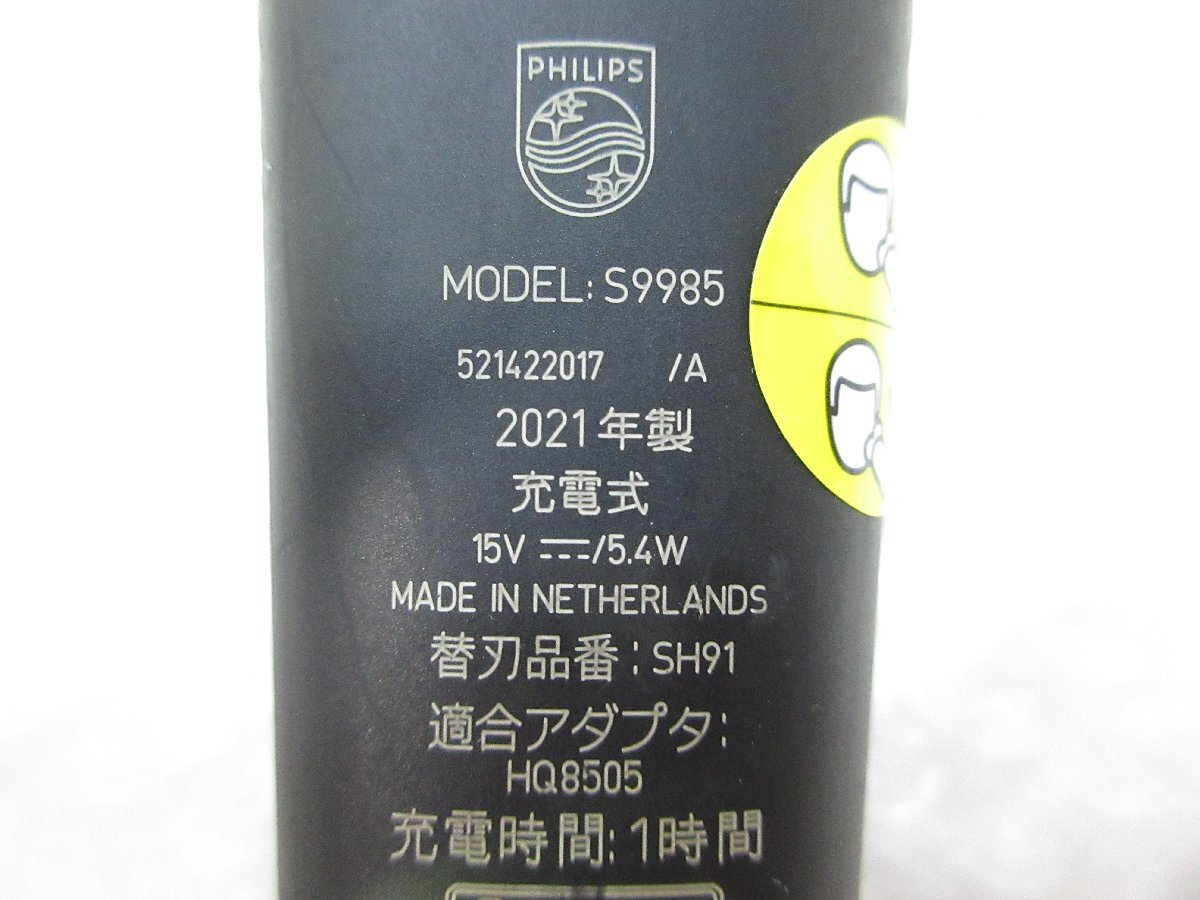 PHILIPS
MODEL: S9985
521422017 /A
2021年製
充電式
15V ⎓/5.4W
MADE IN NETHERLANDS
替刃品番: SH91
適合アダプタ:
HQ8505
充電時間: 1時間